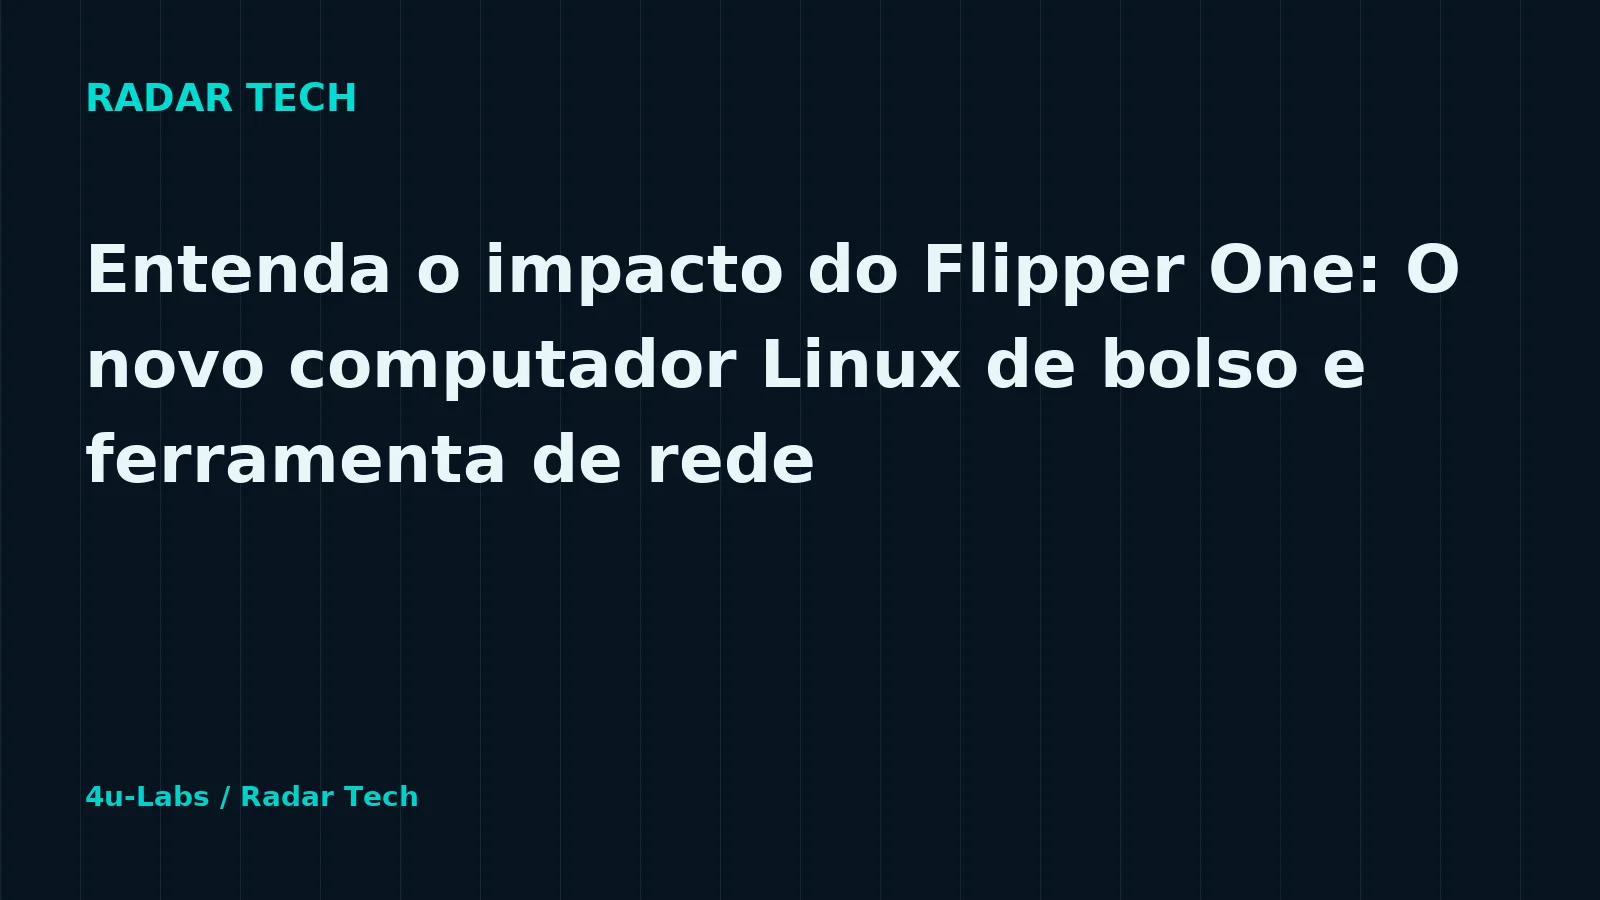 RADAR TECH
Entenda o impacto do Flipper One: O
novo computador Linux de bolso e
ferramenta de rede
4u-Labs / Radar Tech